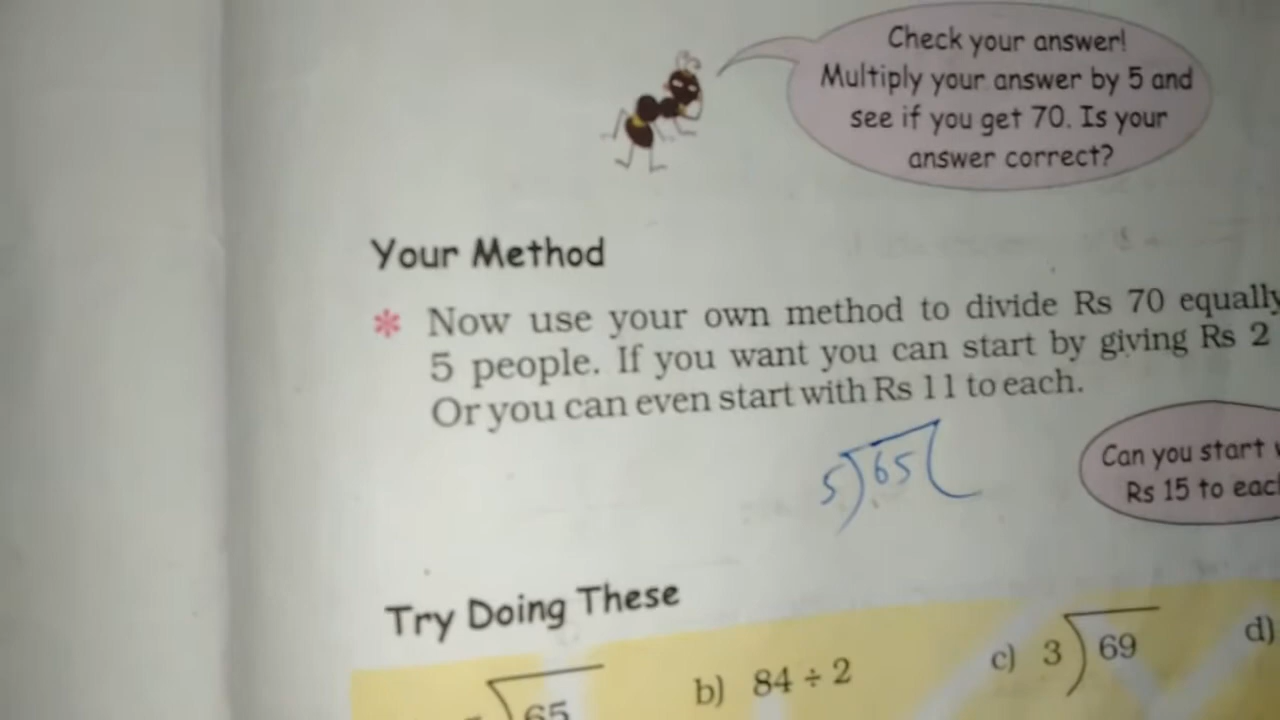 Check your answer!
Multiply your answer by 5 and
see if you get 70. Is your
answer correct?
Your Method
* Now use your own method to divide Rs 70 equally
5 people. If you want you can start by giving Rs 2
Or you can even start with Rs 11 to each.
5)65(
Can you start
Rs 15 to each
Try Doing These
65
b) 84 ÷ 2
c) 3)69
d)